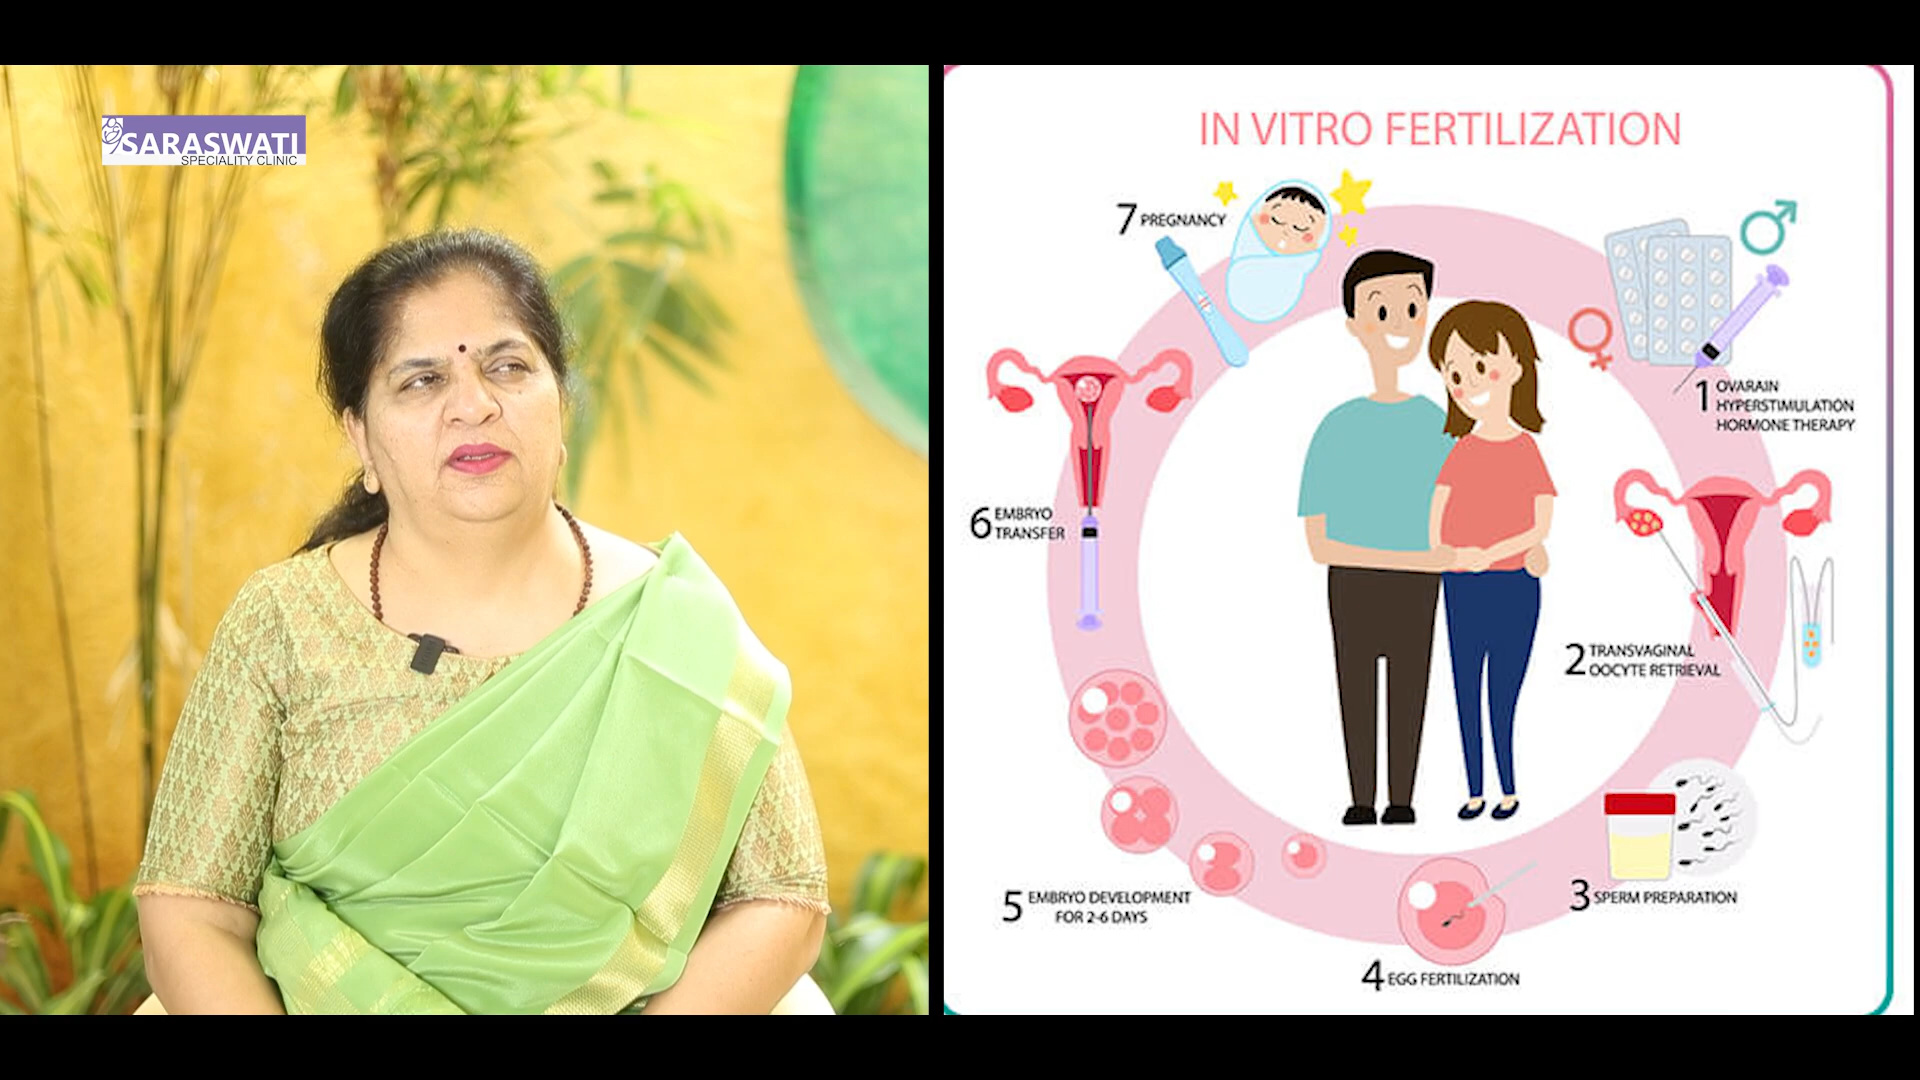 SARASWATI
SPECIALITY CLINIC
IN VITRO FERTILIZATION
7 PREGNANCY
1 OVARAIN
HYPERSTIMULATION
HORMONE THERAPY
6 EMBRYO
TRANSFER
2 TRANSVAGINAL
OOCYTE RETRIEVAL
5 EMBRYO DEVELOPMENT
FOR 2-6 DAYS
3 SPERM PREPARATION
4 EGG FERTILIZATION